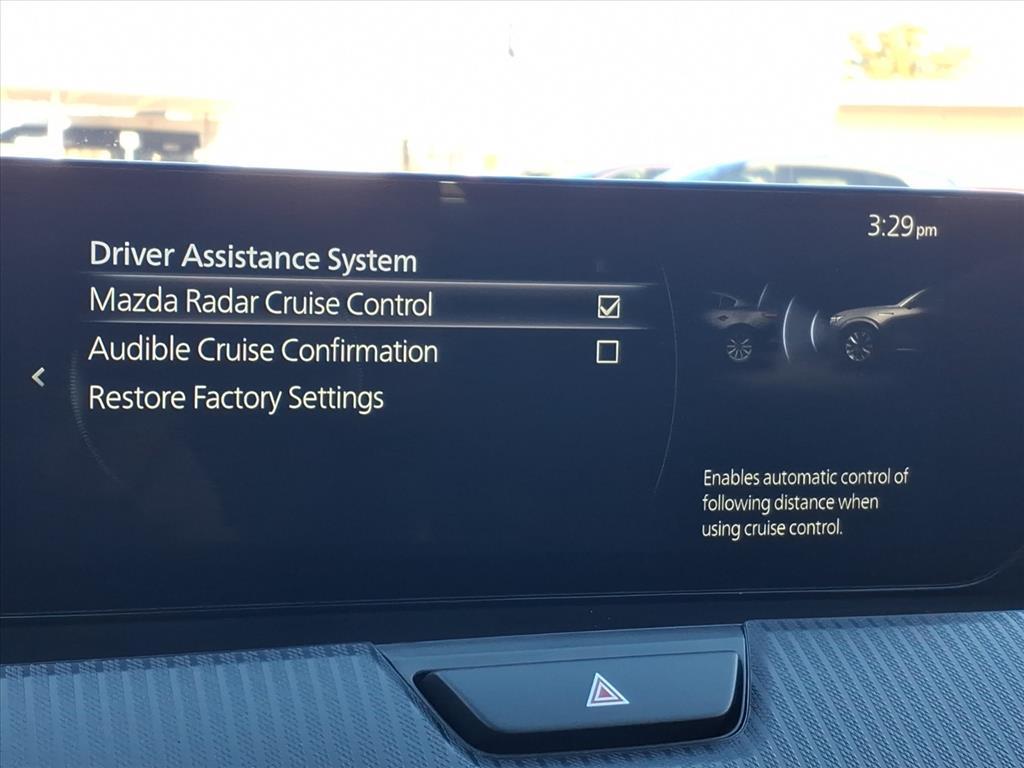 3:29pm
Driver Assistance System
Mazda Radar Cruise Control
Audible Cruise Confirmation
Restore Factory Settings
Enables automatic control of
following distance when
using cruise control.